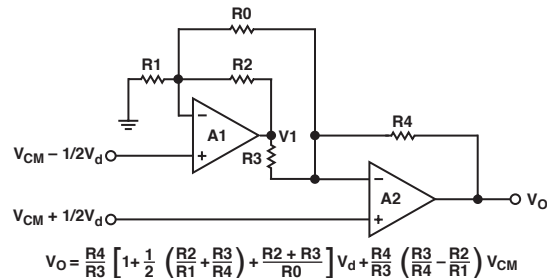 R0
R1
R2
A1
V1
R3
R4
V_CM – 1/2V_d
A2
V_O
V_CM + 1/2V_d
V_O = R4/R3 [1+ 1/2 (R2/R1 + R3/R4) + R2 + R3/R0] V_d + R4/R3 (R3/R4 – R2/R1) V_CM